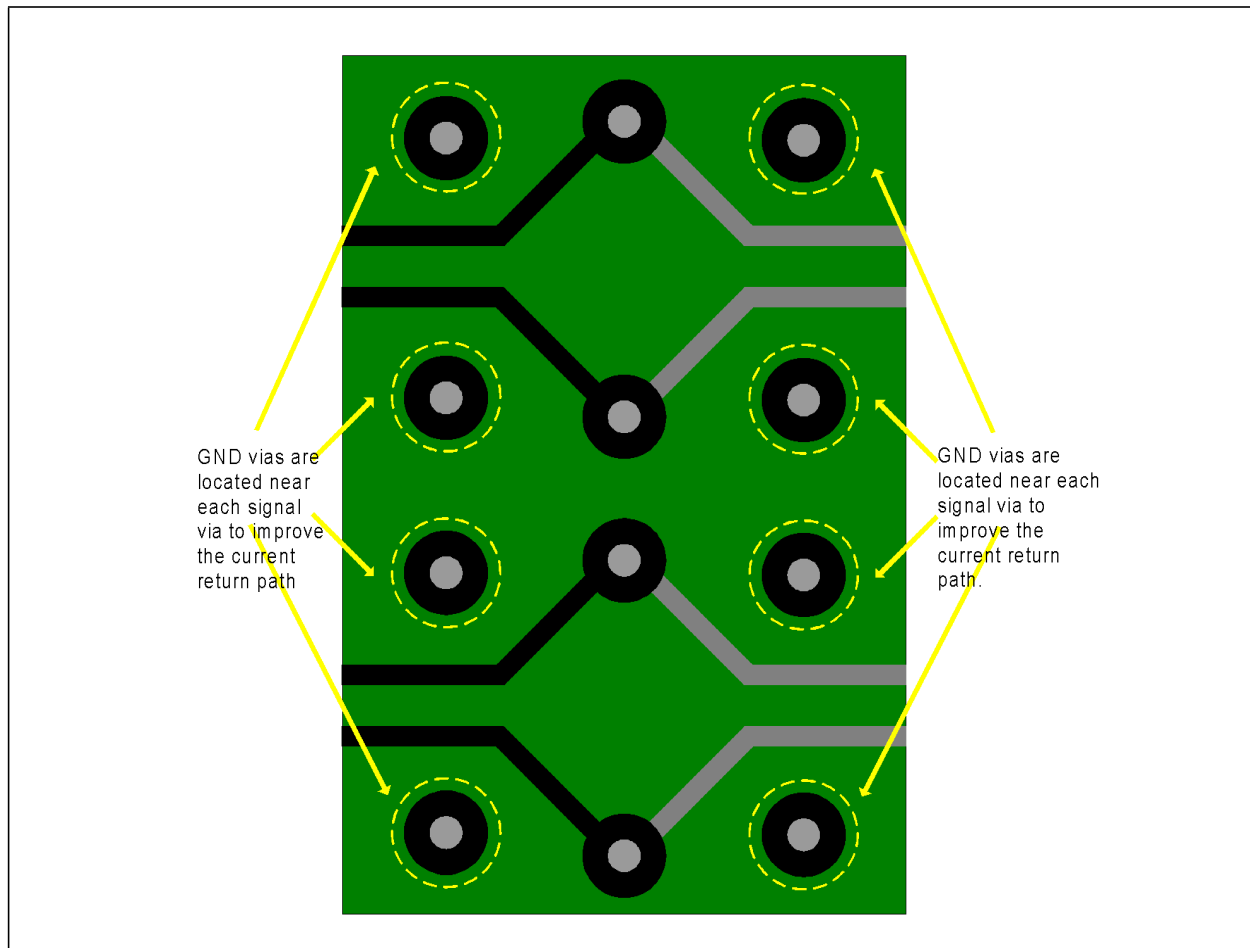 GND vias are
located near
each signal
via to improve
the current
return path
GND vias are
located near each
signal via to
improve the
current return
path.